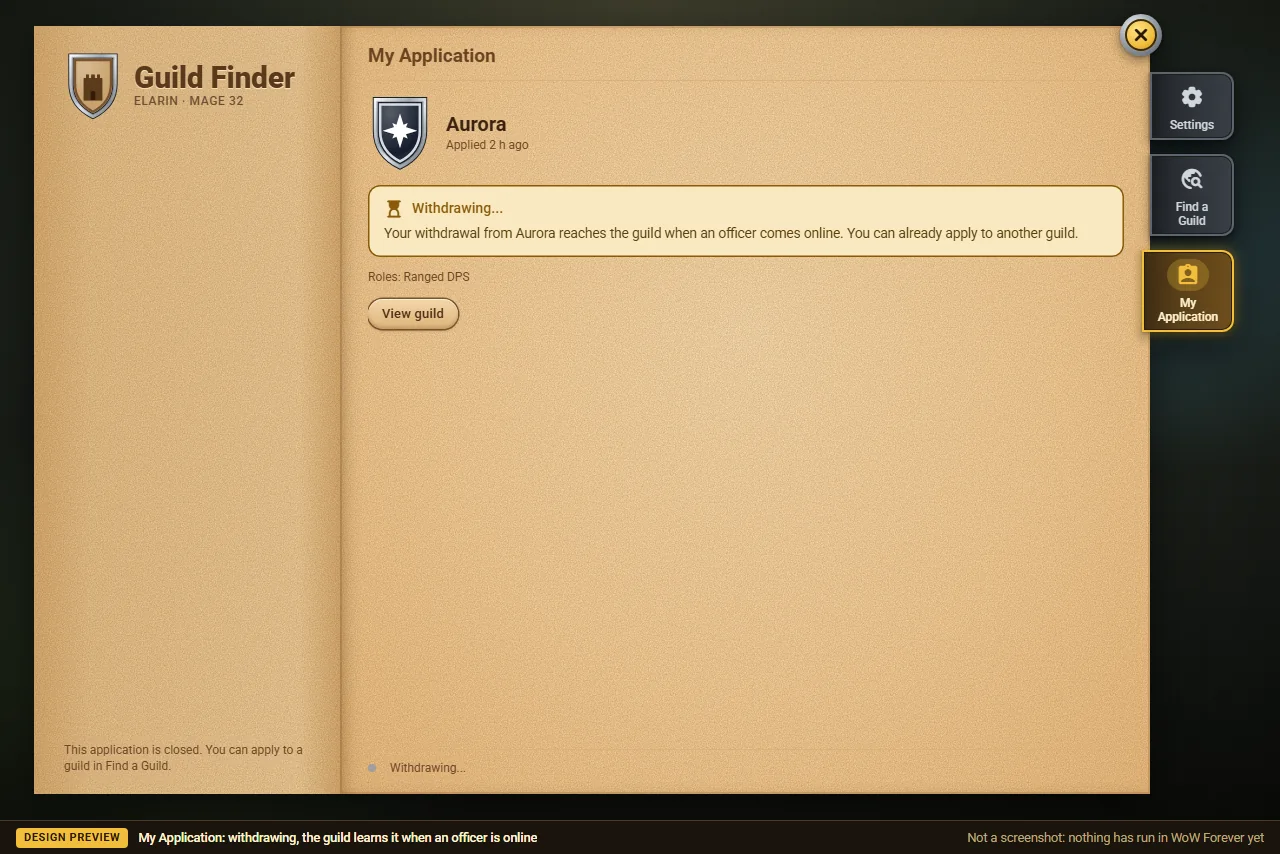 Guild Finder
ELARIN · MAGE 32
My Application
Aurora
Applied 2 h ago
Withdrawing...
Your withdrawal from Aurora reaches the guild when an officer comes online. You can already apply to another guild.
Roles: Ranged DPS
View guild
Settings
Find a
Guild
My
Application
This application is closed. You can apply to a
guild in Find a Guild.
Withdrawing...
DESIGN PREVIEW
My Application: withdrawing, the guild learns it when an officer is online
Not a screenshot: nothing has run in WoW Forever yet